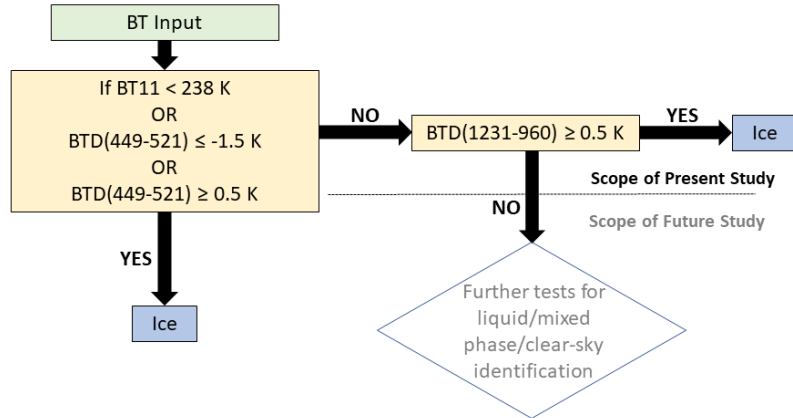 BT Input
If BT11 < 238 K
OR
BTD(449-521) ≤ -1.5 K
OR
BTD(449-521) ≥ 0.5 K
NO
BTD(1231-960) ≥ 0.5 K
YES
Ice
Scope of Present Study
NO
Scope of Future Study
YES
Ice
Further tests for
liquid/mixed
phase/clear-sky
identification